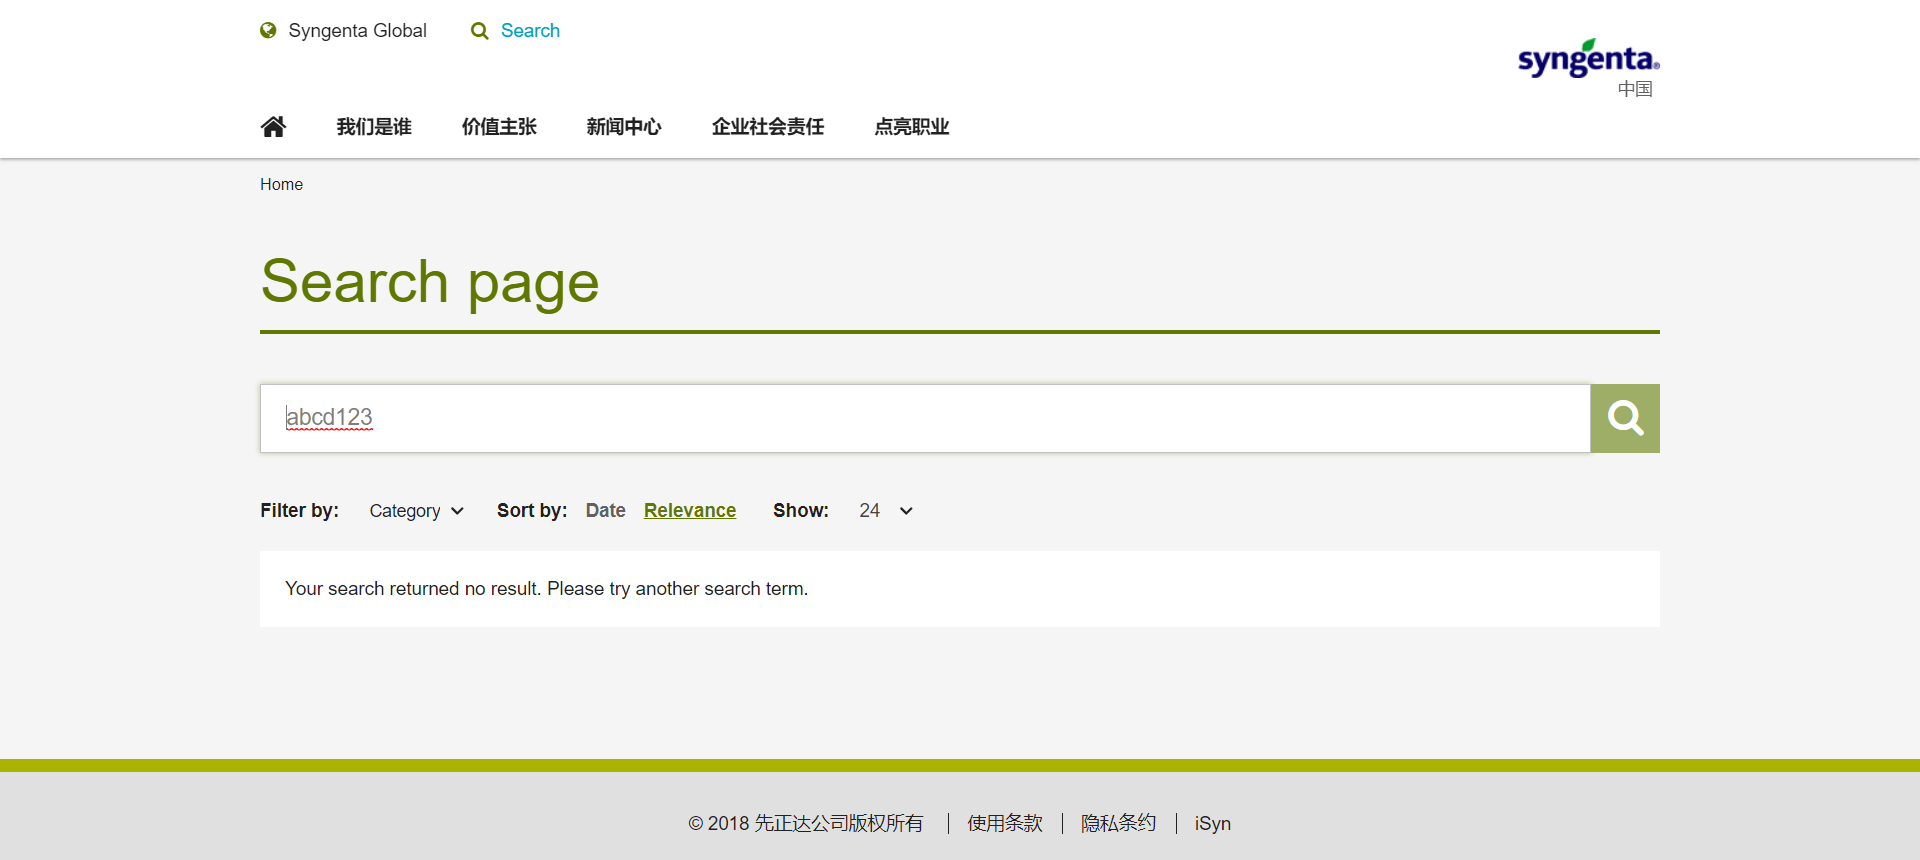 Syngenta Global Search
syngenta®
中国
我们是谁 价值主张 新闻中心 企业社会责任 点亮职业
Home
Search page
abcd123
Filter by: Category Sort by: Date Relevance Show: 24
Your search returned no result. Please try another search term.
© 2018 先正达公司版权所有 | 使用条款 | 隐私条约 | iSyn